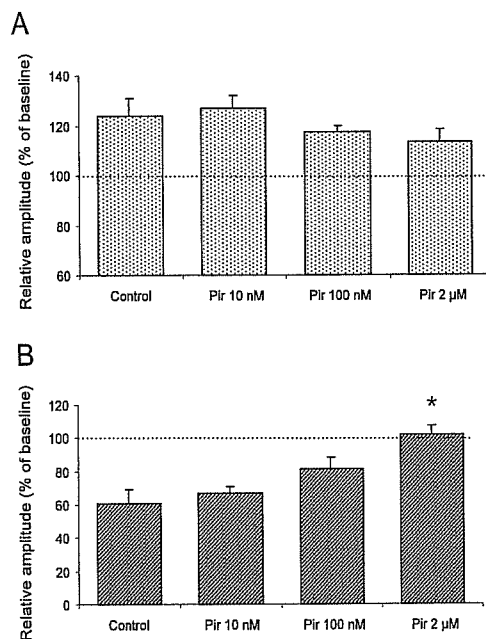 A
Relative amplitude (% of baseline)
140
120
100
80
60
Control
Pir 10 nM
Pir 100 nM
Pir 2 µM
B
Relative amplitude (% of baseline)
120
100
80
60
40
20
0
*
Control
Pir 10 nM
Pir 100 nM
Pir 2 µM